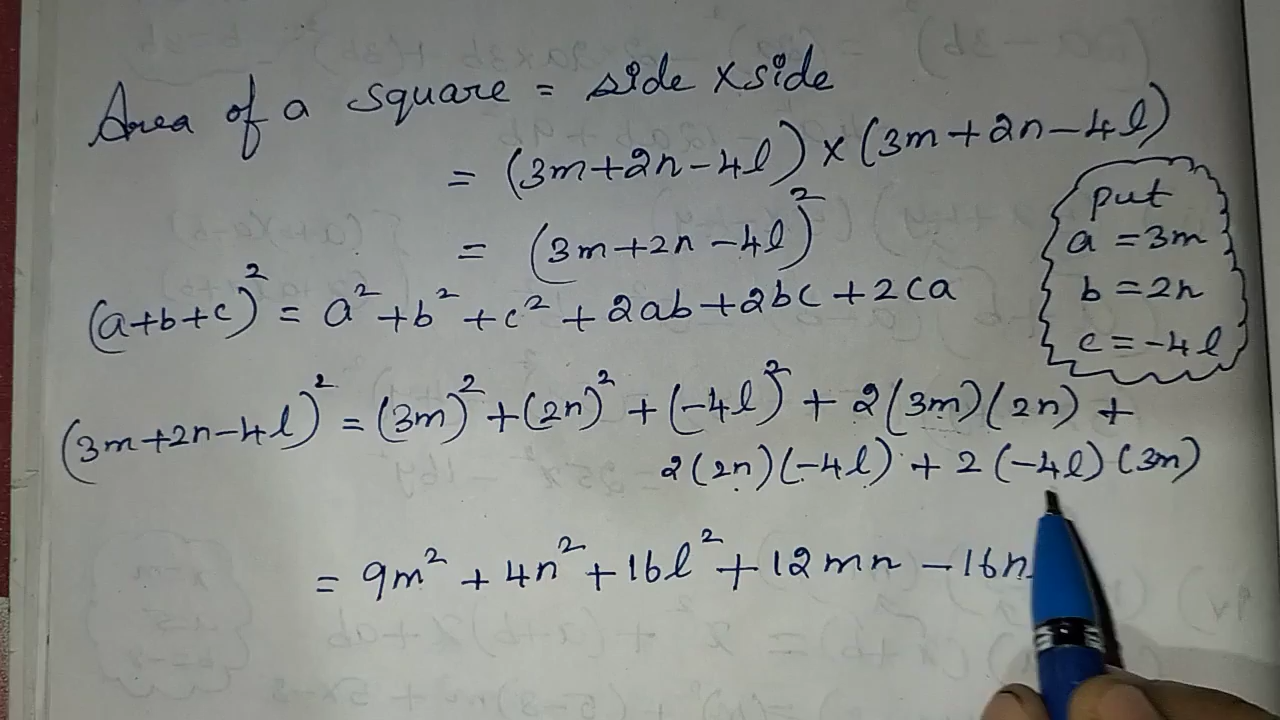 Area of a square = side × side
= (3m+2n-4l) × (3m+2n-4l)
= (3m+2n-4l)²
(a+b+c)² = a² + b² + c² + 2ab + 2bc + 2ca
put
a = 3m
b = 2n
c = -4l
(3m+2n-4l)² = (3m)² + (2n)² + (-4l)² + 2(3m)(2n) +
2(2n)(-4l) + 2(-4l)(3m)
= 9m² + 4n² + 16l² + 12mn - 16n